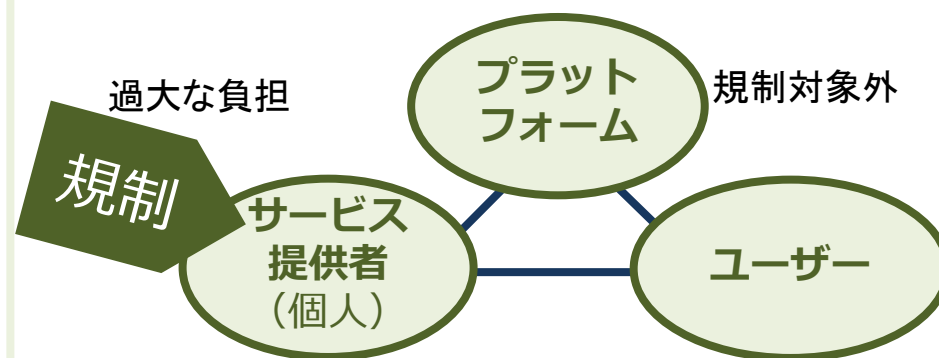 過大な負担
プラット
フォーム
規制対象外
規制
サービス
提供者
（個人）
ユーザー